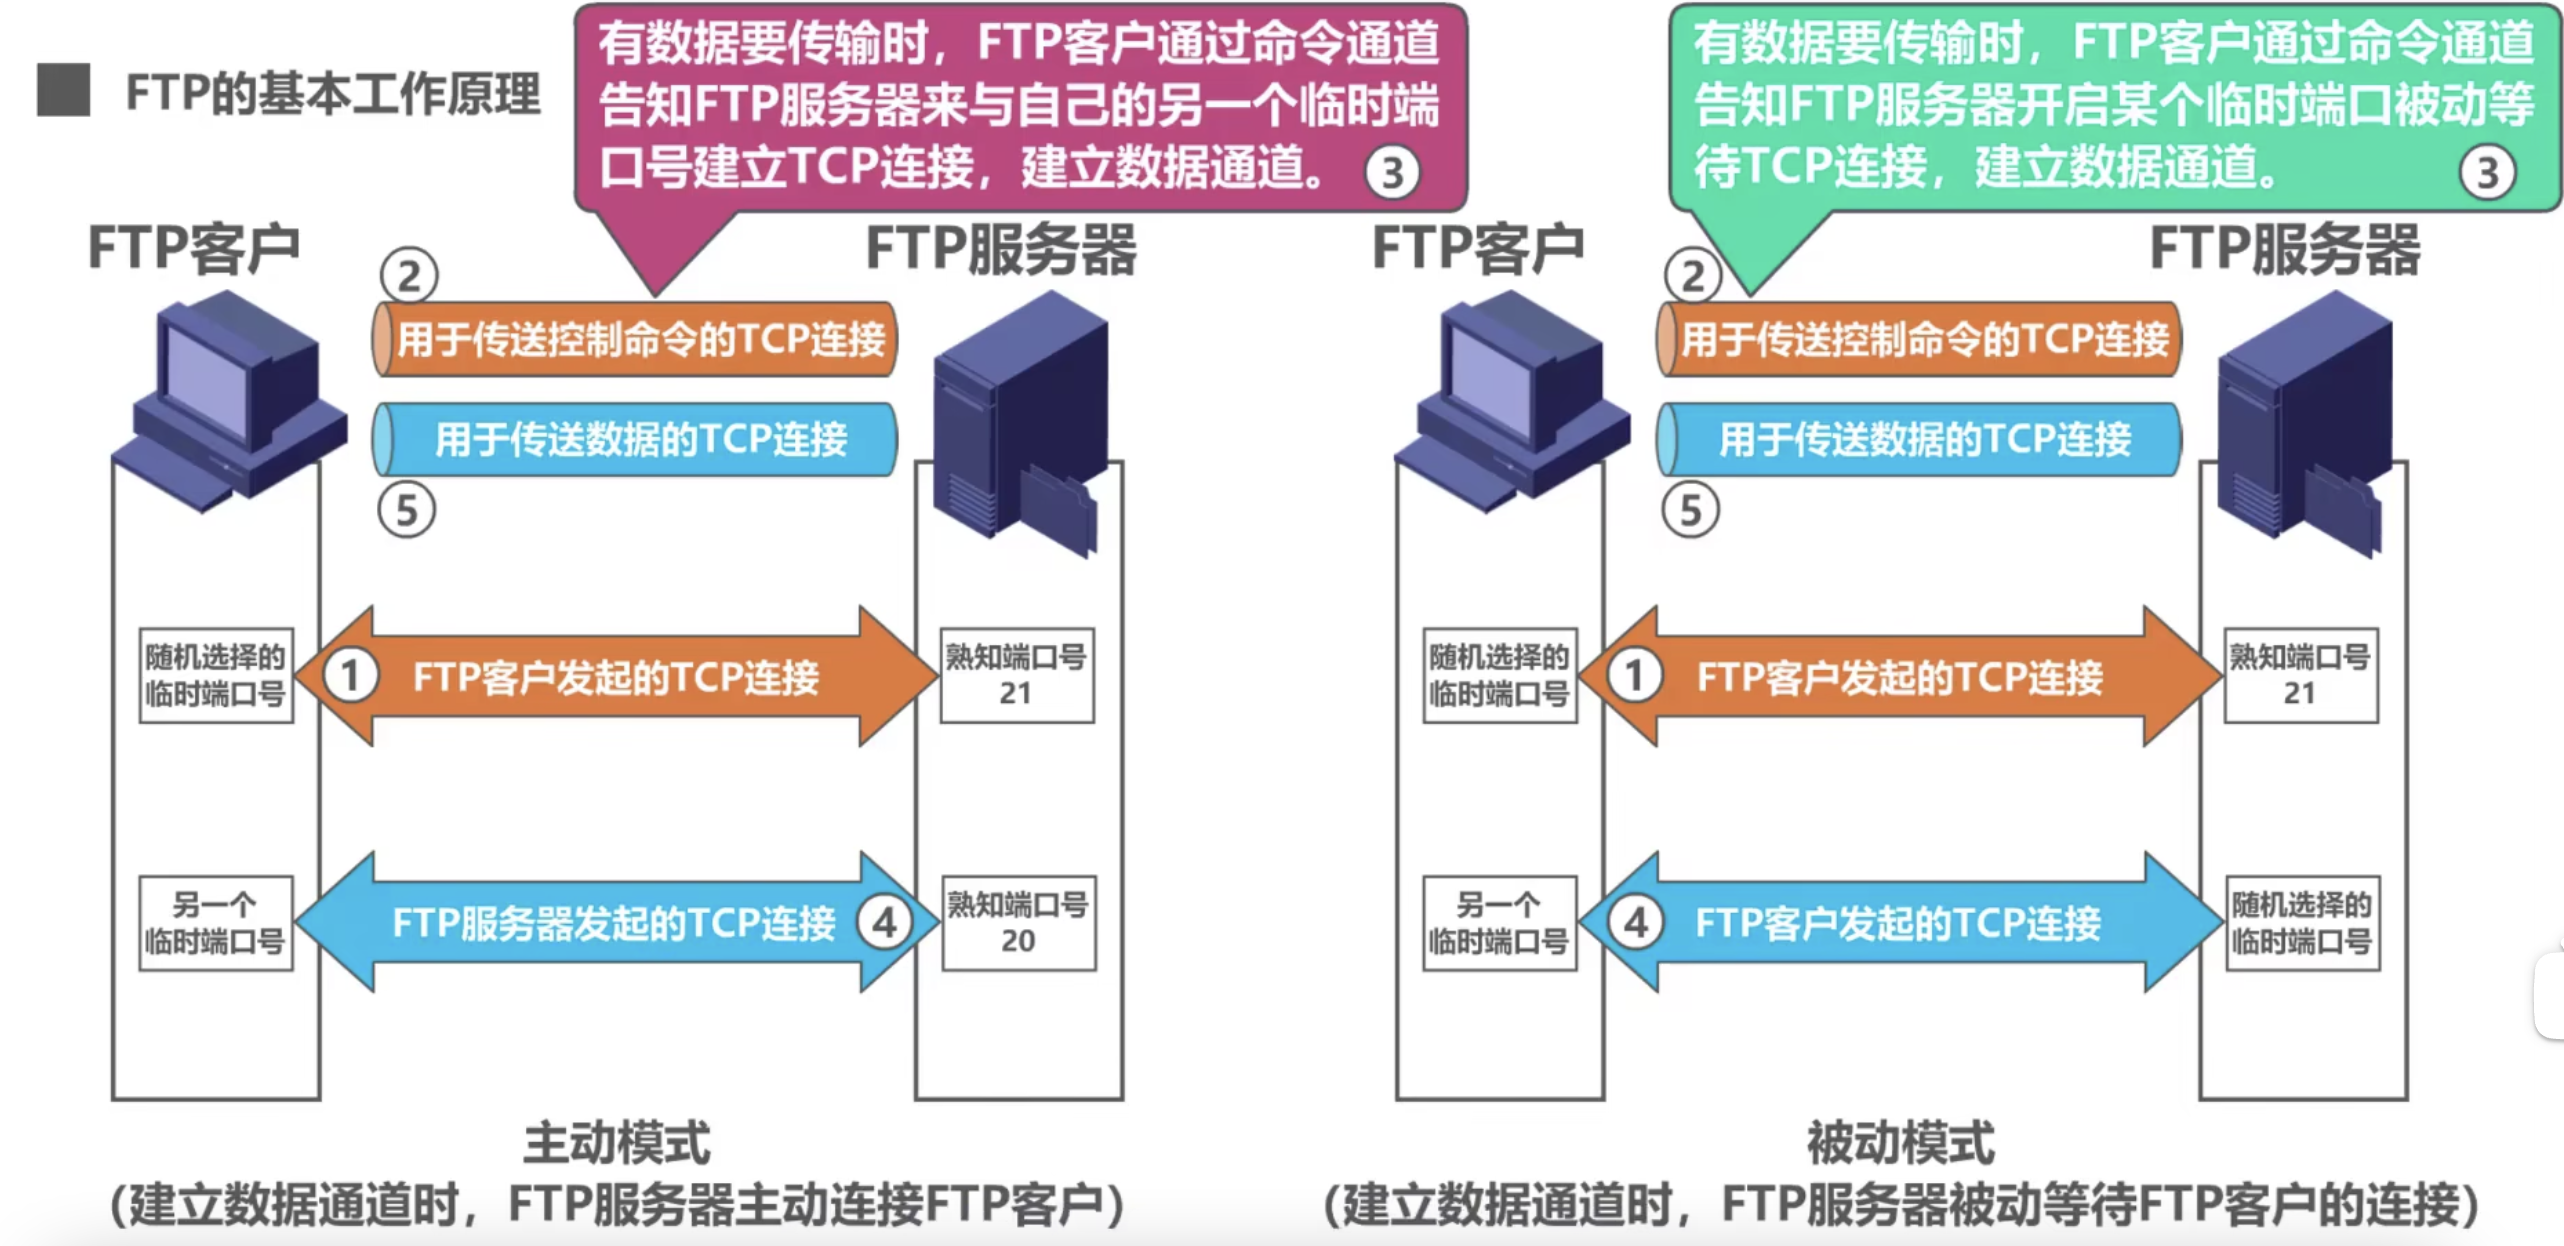 FTP的基本工作原理
有数据要传输时，FTP客户通过命令通道
告知FTP服务器来与自己的另一个临时端
口号建立TCP连接，建立数据通道。 ③
FTP客户
FTP服务器
②
用于传送控制命令的TCP连接
用于传送数据的TCP连接
⑤
随机选择的
临时端口号
① FTP客户发起的TCP连接
熟知端口号
21
另一个
临时端口号
FTP服务器发起的TCP连接 ④
熟知端口号
20
主动模式
（建立数据通道时，FTP服务器主动连接FTP客户）
有数据要传输时，FTP客户通过命令通道
告知FTP服务器开启某个临时端口被动等
待TCP连接，建立数据通道。 ③
FTP客户
FTP服务器
②
用于传送控制命令的TCP连接
用于传送数据的TCP连接
⑤
随机选择的
临时端口号
① FTP客户发起的TCP连接
熟知端口号
21
另一个
临时端口号
④ FTP客户发起的TCP连接
随机选择的
临时端口号
被动模式
（建立数据通道时，FTP服务器被动等待FTP客户的连接）